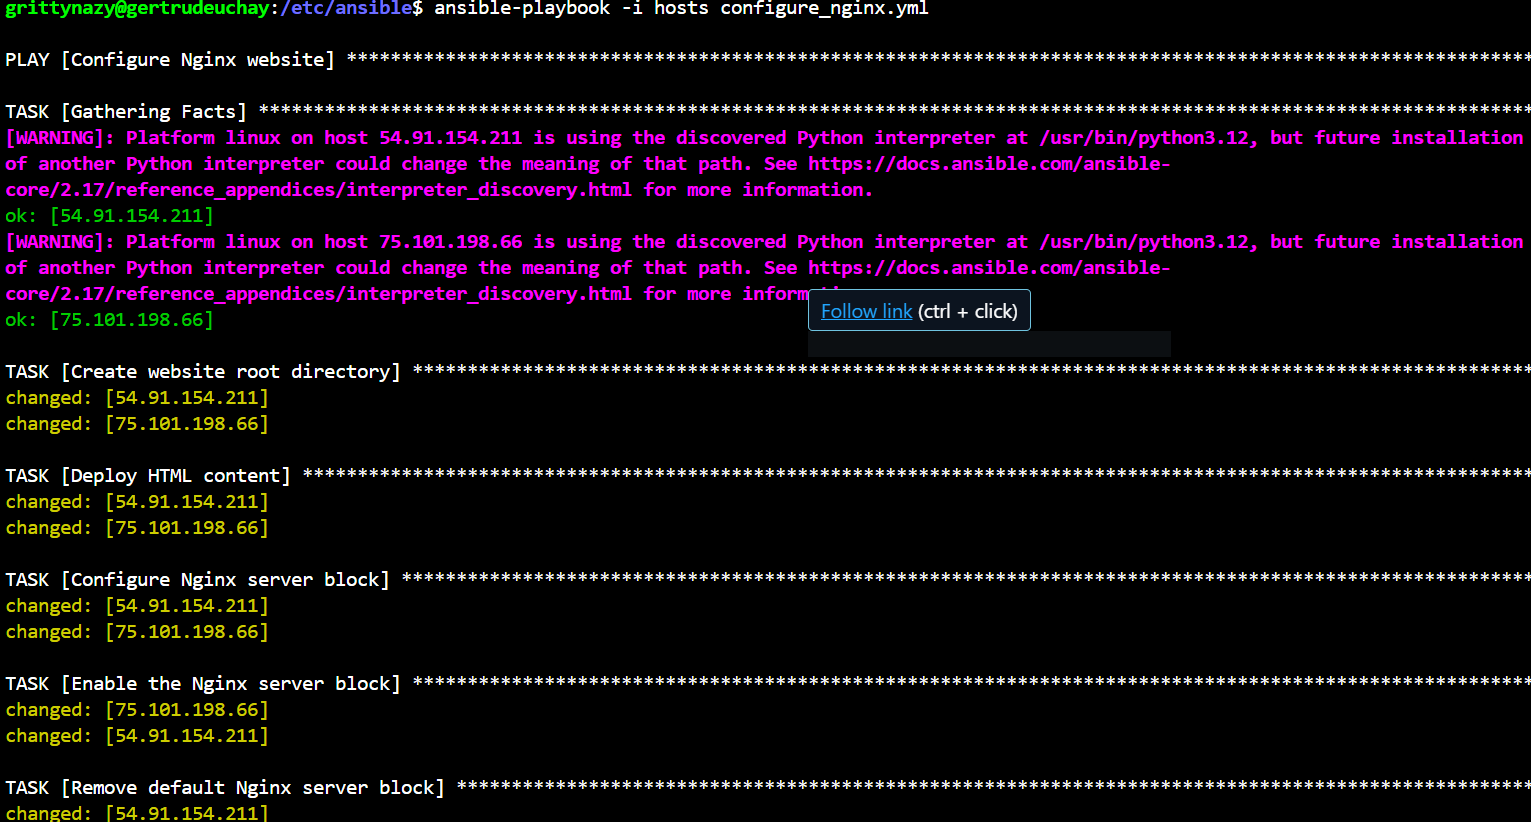 grittynazy@gertrudeuchay:/etc/ansible$ ansible-playbook -i hosts configure_nginx.yml
PLAY [Configure Nginx website] ************************************************************************************************************
TASK [Gathering Facts] ********************************************************************************************************************
[WARNING]: Platform linux on host 54.91.154.211 is using the discovered Python interpreter at /usr/bin/python3.12, but future installation
of another Python interpreter could change the meaning of that path. See https://docs.ansible.com/ansible-
core/2.17/reference_appendices/interpreter_discovery.html for more information.
ok: [54.91.154.211]
[WARNING]: Platform linux on host 75.101.198.66 is using the discovered Python interpreter at /usr/bin/python3.12, but future installation
of another Python interpreter could change the meaning of that path. See https://docs.ansible.com/ansible-
core/2.17/reference_appendices/interpreter_discovery.html for more
Follow link (ctrl + click)
ok: [75.101.198.66]
TASK [Create website root directory] ******************************************************************************************************
changed: [54.91.154.211]
changed: [75.101.198.66]
TASK [Deploy HTML content] ****************************************************************************************************************
changed: [54.91.154.211]
changed: [75.101.198.66]
TASK [Configure Nginx server block] *******************************************************************************************************
changed: [54.91.154.211]
changed: [75.101.198.66]
TASK [Enable the Nginx server block] ******************************************************************************************************
changed: [75.101.198.66]
changed: [54.91.154.211]
TASK [Remove default Nginx server block] **************************************************************************************************
changed: [54.91.154.211]